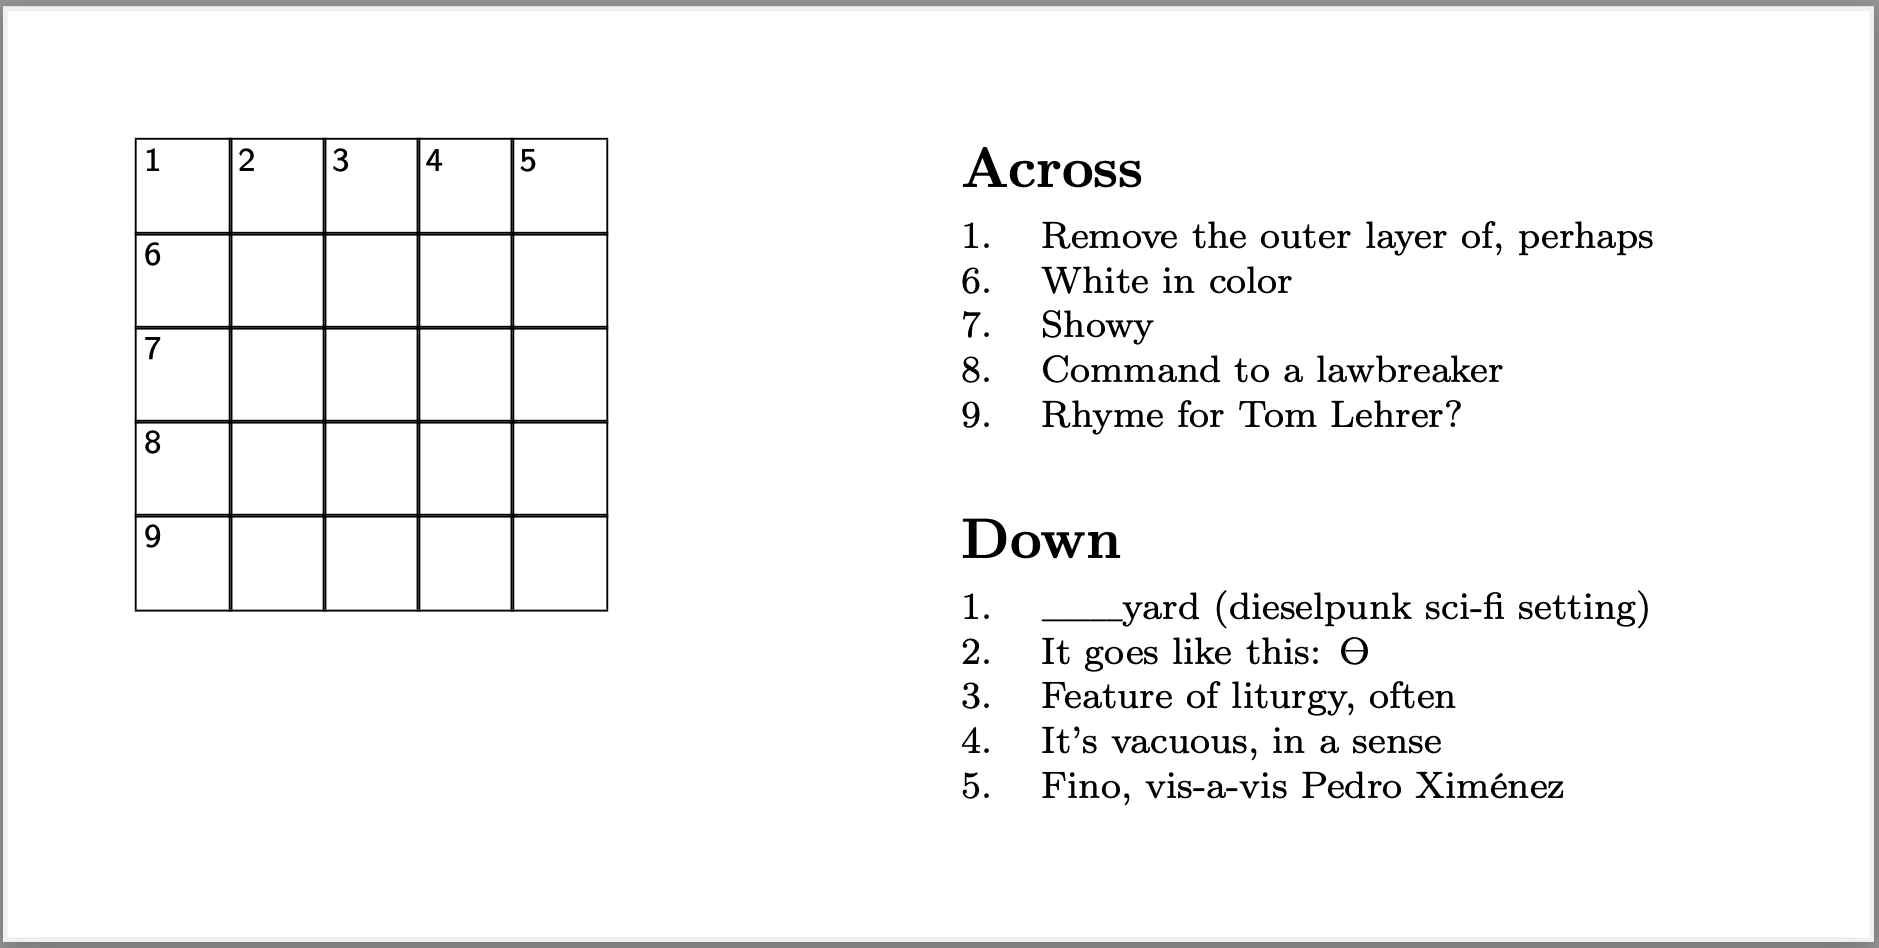 1 2 3 4 5
6
7
8
9
Across
1. Remove the outer layer of, perhaps
6. White in color
7. Showy
8. Command to a lawbreaker
9. Rhyme for Tom Lehrer?
Down
1. ____yard (dieselpunk sci-fi setting)
2. It goes like this: Ɵ
3. Feature of liturgy, often
4. It's vacuous, in a sense
5. Fino, vis-a-vis Pedro Ximénez